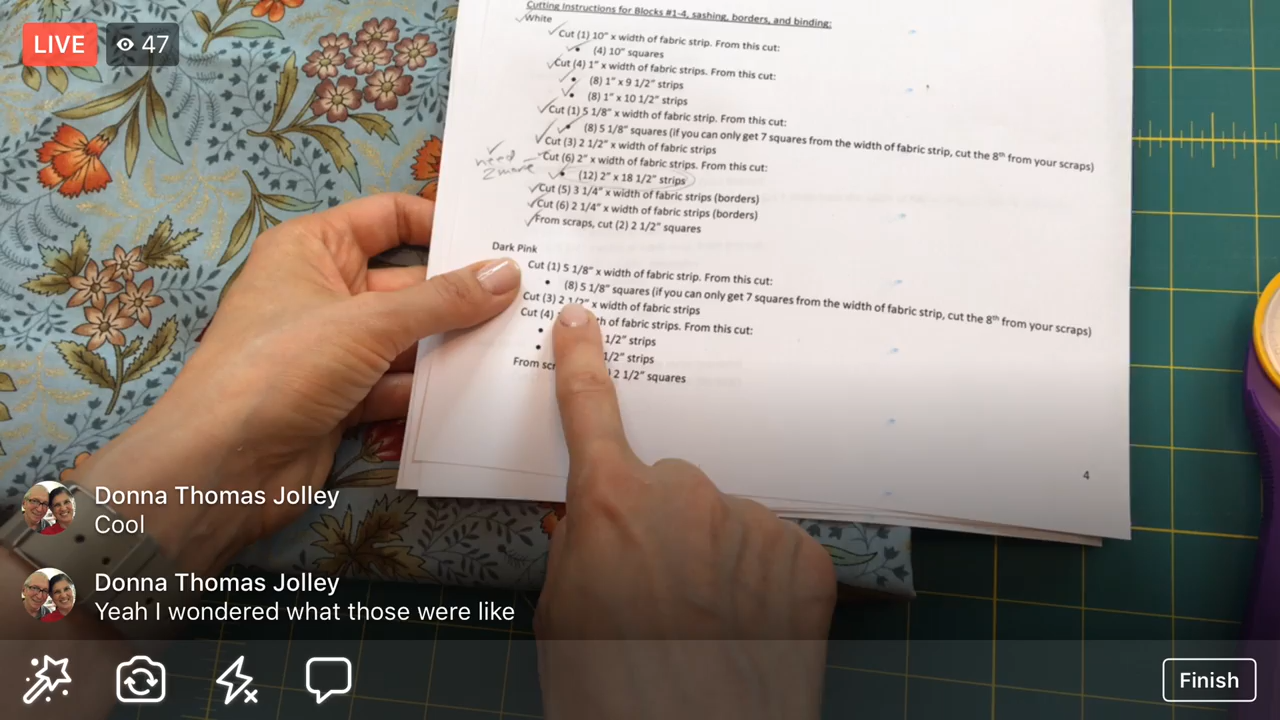 LIVE
47
Cutting Instructions for Blocks #1-4, sashing, borders, and binding:
White
Cut (1) 10" x width of fabric strip. From this cut:
(4) 10" squares
Cut (4) 1" x width of fabric strips. From this cut:
(8) 1" x 9 1/2" strips
(8) 1" x 10 1/2" strips
Cut (1) 5 1/8" x width of fabric strip. From this cut:
(8) 5 1/8" squares (if you can only get 7 squares from the width of fabric strip, cut the 8th from your scraps)
Cut (3) 2 1/2" x width of fabric strips
Cut (6) 2" x width of fabric strips. From this cut:
(12) 2" x 18 1/2" strips
need 2 more
Cut (5) 3 1/4" x width of fabric strips (borders)
Cut (6) 2 1/4" x width of fabric strips (borders)
From scraps, cut (2) 2 1/2" squares
Dark Pink
Cut (1) 5 1/8" x width of fabric strip. From this cut:
(8) 5 1/8" squares (if you can only get 7 squares from the width of fabric strip, cut the 8th from your scraps)
Cut (3) 2 1/2" x width of fabric strips
Cut (4) of fabric strips. From this cut:
1/2" strips
1/2" strips
From 2 1/2" squares
4
Donna Thomas Jolley
Cool
Donna Thomas Jolley
Yeah I wondered what those were like
Finish